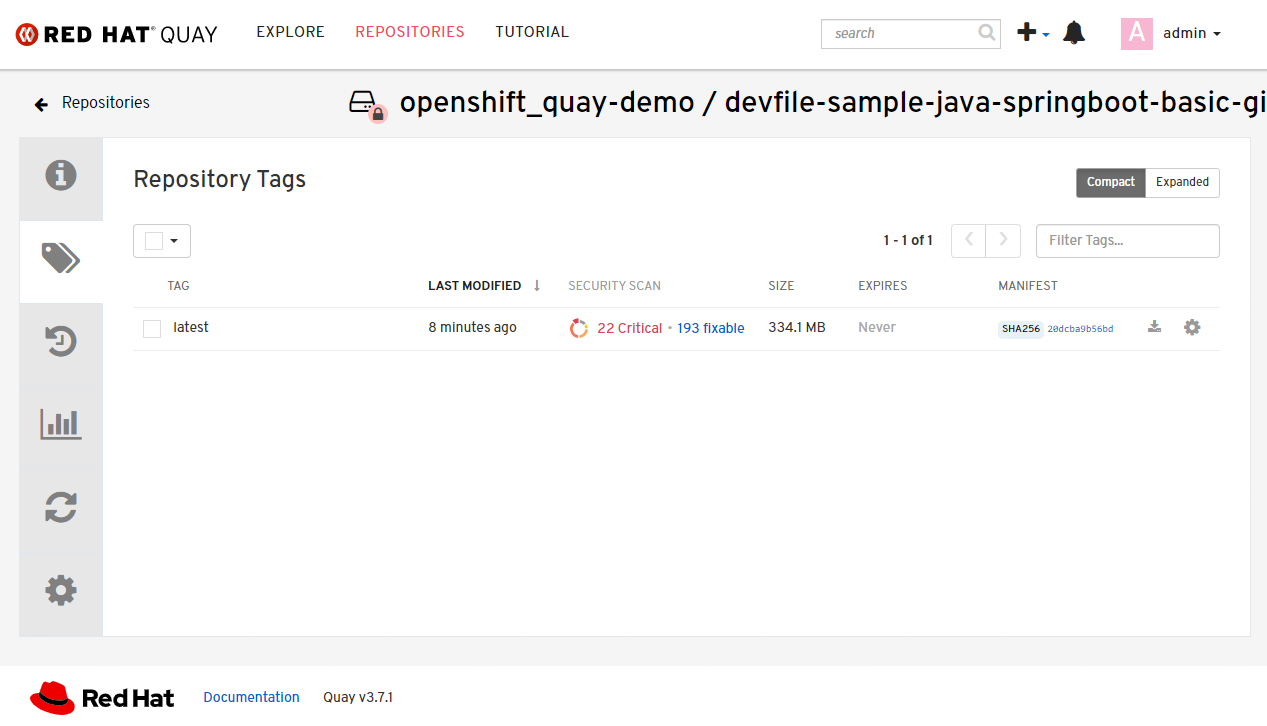 RED HAT® QUAY EXPLORE REPOSITORIES TUTORIAL search A admin
Repositories openshift_quay-demo / devfile-sample-java-springboot-basic-gi
Repository Tags Compact Expanded
1 - 1 of 1 Filter Tags...
TAG LAST MODIFIED SECURITY SCAN SIZE EXPIRES MANIFEST
latest 8 minutes ago 22 Critical • 193 fixable 334.1 MB Never SHA256 20dcba9b56bd
Red Hat Documentation Quay v3.7.1